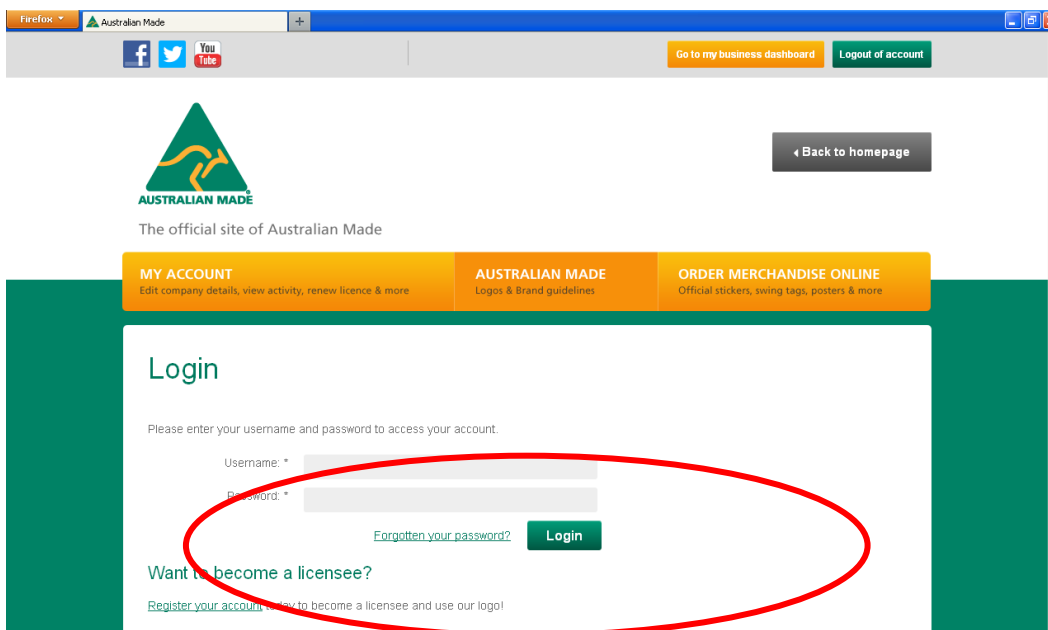 Firefox
Australian Made
You
Tube
Go to my business dashboard
Logout of account
Back to homepage
AUSTRALIAN MADE
The official site of Australian Made
MY ACCOUNT
Edit company details, view activity, renew licence & more
AUSTRALIAN MADE
Logos & Brand guidelines
ORDER MERCHANDISE ONLINE
Official stickers, swing tags, posters & more
Login
Please enter your username and password to access your account.
Username: *
Password: *
Forgotten your password?
Login
Want to become a licensee?
Register your account today to become a licensee and use our logo!